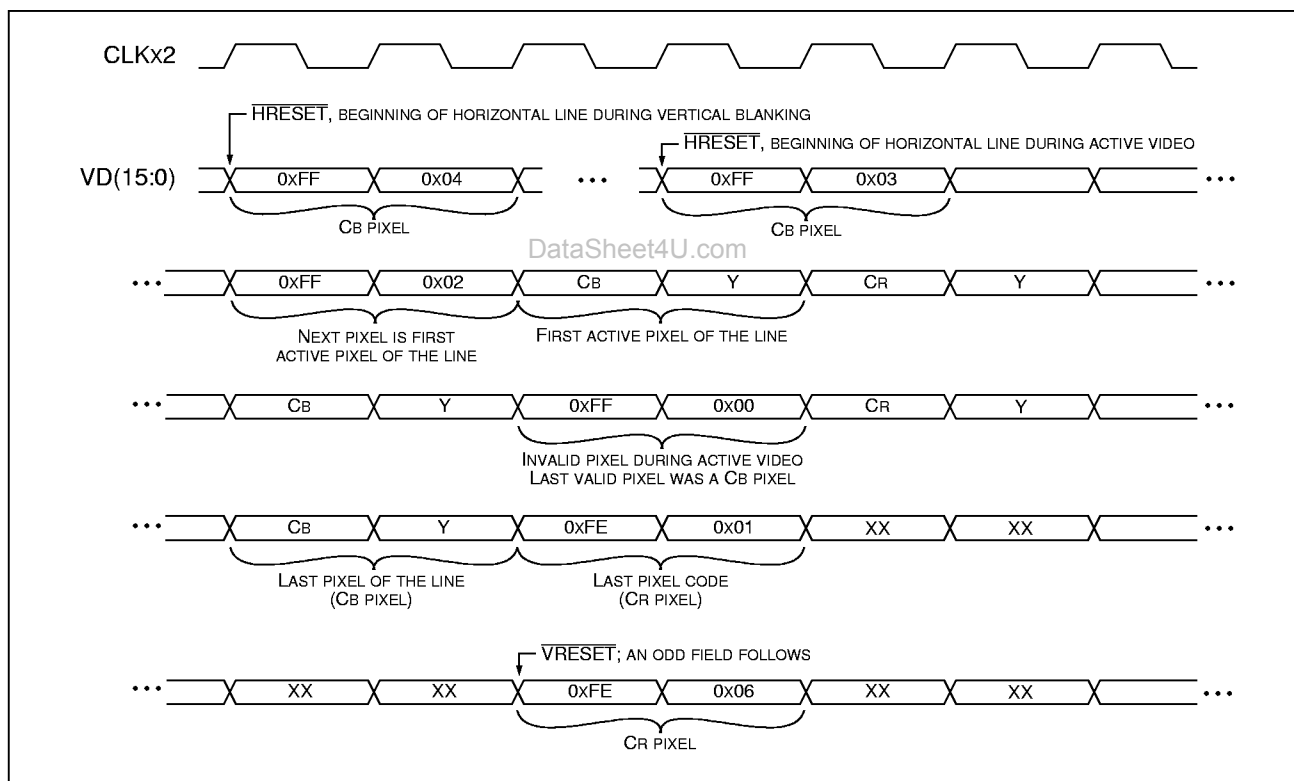 CLKx2
HRESET, BEGINNING OF HORIZONTAL LINE DURING VERTICAL BLANKING
HRESET, BEGINNING OF HORIZONTAL LINE DURING ACTIVE VIDEO
VD(15:0) 0xFF 0x04 ••• 0xFF 0x03 •••
CB PIXEL CB PIXEL
DataSheet4U.com
••• 0xFF 0x02 CB Y CR Y •••
NEXT PIXEL IS FIRST
ACTIVE PIXEL OF THE LINE
FIRST ACTIVE PIXEL OF THE LINE
••• CB Y 0xFF 0x00 CR Y •••
INVALID PIXEL DURING ACTIVE VIDEO
LAST VALID PIXEL WAS A CB PIXEL
••• CB Y 0xFE 0x01 XX XX •••
LAST PIXEL OF THE LINE
(CB PIXEL)
LAST PIXEL CODE
(CR PIXEL)
VRESET; AN ODD FIELD FOLLOWS
••• XX XX 0xFE 0x06 XX XX •••
CR PIXEL